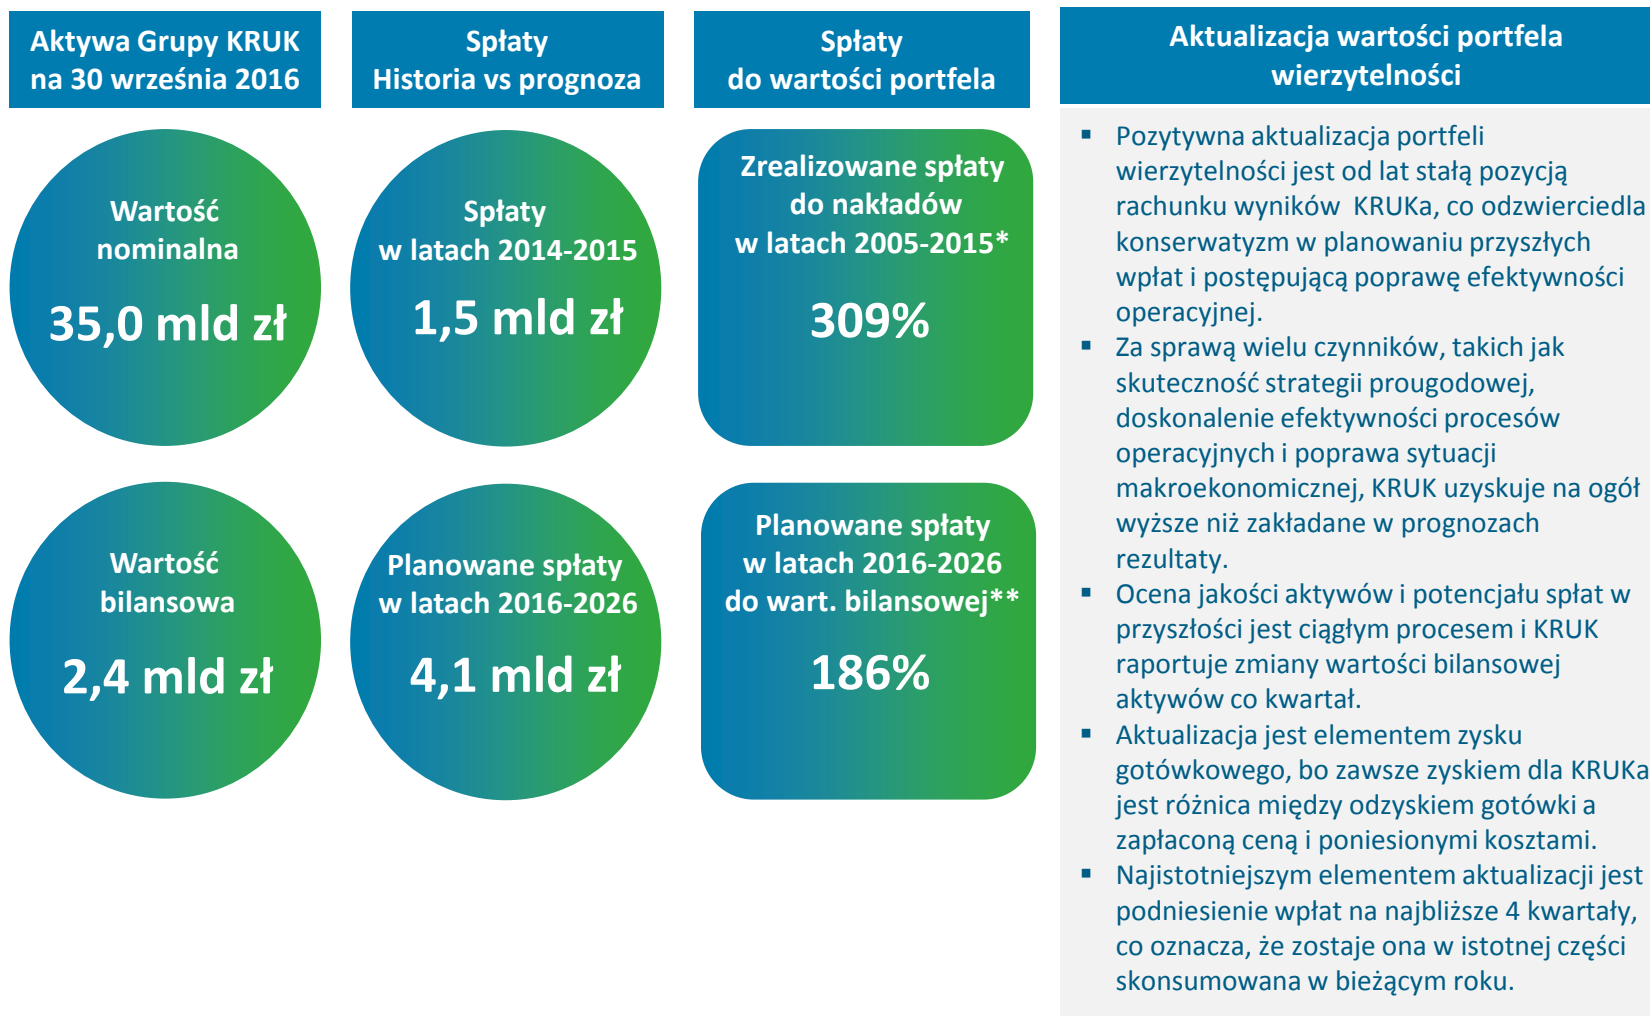 Aktywa Grupy KRUK
na 30 września 2016
Wartość
nominalna
35,0 mld zł
Wartość
bilansowa
2,4 mld zł
Spłaty
Historia vs prognoza
Spłaty
w latach 2014-2015
1,5 mld zł
Planowane spłaty
w latach 2016-2026
4,1 mld zł
Spłaty
do wartości portfela
Zrealizowane spłaty
do nakładów
w latach 2005-2015*
309%
Planowane spłaty
w latach 2016-2026
do wart. bilansowej**
186%
Aktualizacja wartości portfela
wierzytelności
▪ Pozytywna aktualizacja portfeli
wierzytelności jest od lat stałą pozycją
rachunku wyników KRUKa, co odzwierciedla
konserwatyzm w planowaniu przyszłych
wpłat i postępującą poprawę efektywności
operacyjnej.
▪ Za sprawą wielu czynników, takich jak
skuteczność strategii prougodowej,
doskonalenie efektywności procesów
operacyjnych i poprawa sytuacji
makroekonomicznej, KRUK uzyskuje na ogół
wyższe niż zakładane w prognozach
rezultaty.
▪ Ocena jakości aktywów i potencjału spłat w
przyszłości jest ciągłym procesem i KRUK
raportuje zmiany wartości bilansowej
aktywów co kwartał.
▪ Aktualizacja jest elementem zysku
gotówkowego, bo zawsze zyskiem dla KRUKa
jest różnica między odzyskiem gotówki a
zapłaconą ceną i poniesionymi kosztami.
▪ Najistotniejszym elementem aktualizacji jest
podniesienie wpłat na najbliższe 4 kwartały,
co oznacza, że zostaje ona w istotnej części
skonsumowana w bieżącym roku.